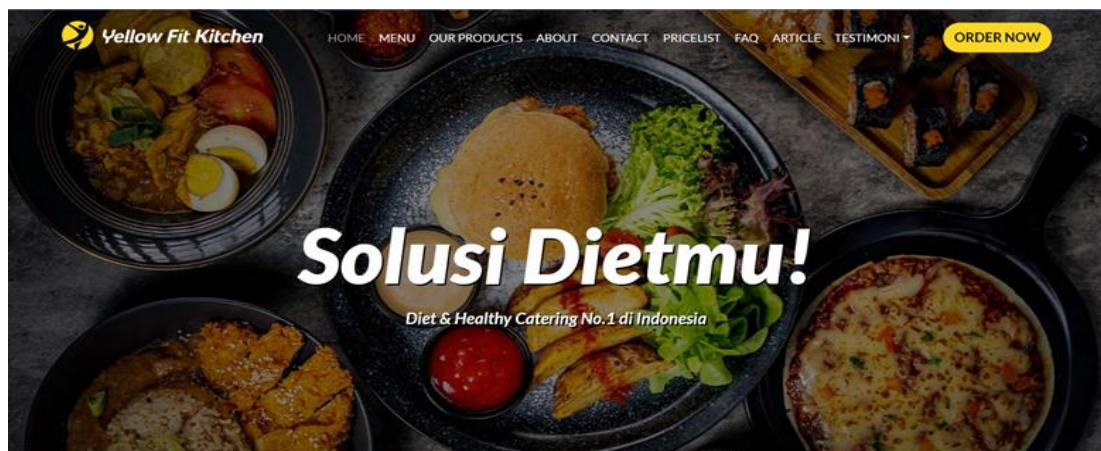 Yellow Fit Kitchen
HOME MENU OUR PRODUCTS ABOUT CONTACT PRICELIST FAQ ARTICLE TESTIMONI
ORDER NOW
Solusi Dietmu!
Diet & Healthy Catering No.1 di Indonesia